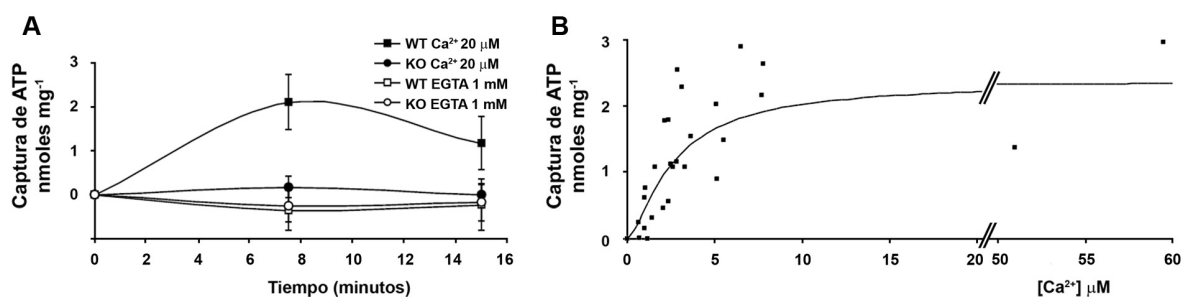 A
WT Ca²⁺ 20 µM
KO Ca²⁺ 20 µM
WT EGTA 1 mM
KO EGTA 1 mM
Captura de ATP
nmoles mg⁻¹
3
2
1
0
0 2 4 6 8 10 12 14 16
Tiempo (minutos)
B
Captura de ATP
nmoles mg⁻¹
3
2
1
0
0 5 10 15 20 50 55 60
[Ca²⁺] µM